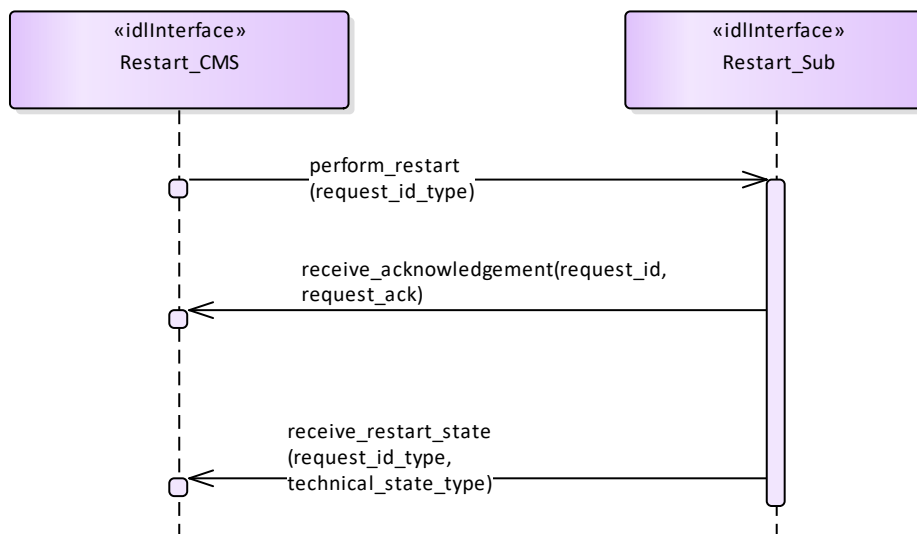 «idlInterface»
Restart_CMS
«idlInterface»
Restart_Sub
perform_restart
(request_id_type)
receive_acknowledgement(request_id,
request_ack)
receive_restart_state
(request_id_type,
technical_state_type)